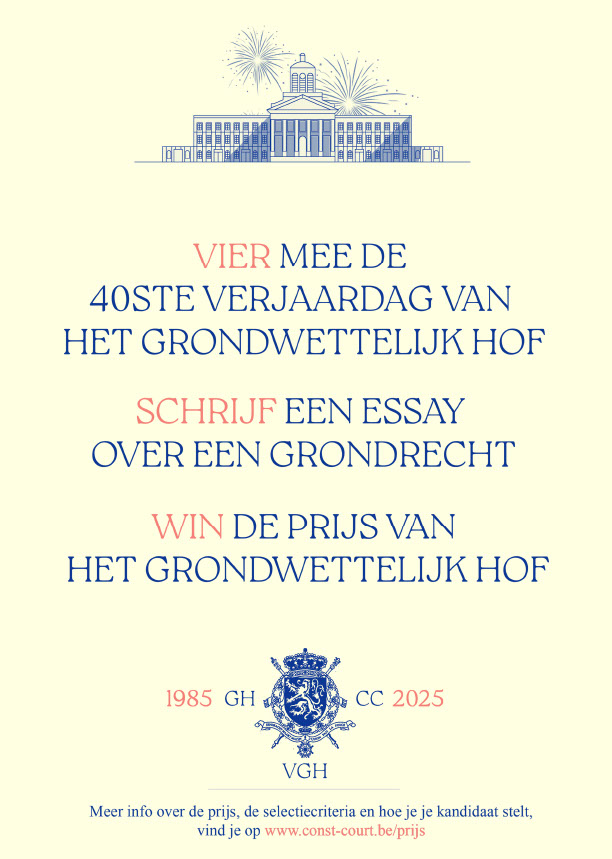 VIER MEE DE
40STE VERJAARDAG VAN
HET GRONDWETTELIJK HOF
SCHRIJF EEN ESSAY
OVER EEN GRONDRECHT
WIN DE PRIJS VAN
HET GRONDWETTELIJK HOF
1985 GH CC 2025
VGH
Meer info over de prijs, de selectiecriteria en hoe je je kandidaat stelt,
vind je op www.const-court.be/prijs